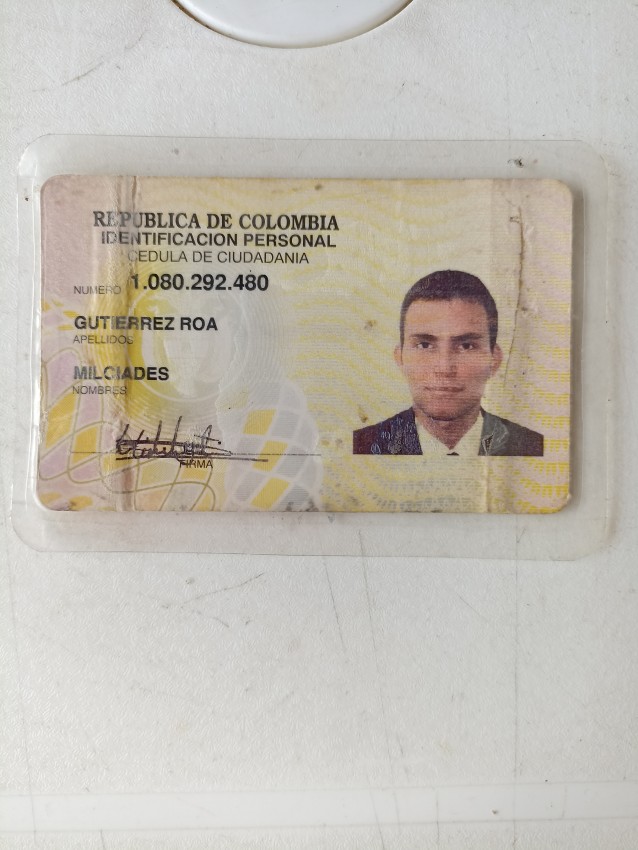 REPUBLICA DE COLOMBIA
IDENTIFICACION PERSONAL
CEDULA DE CIUDADANIA
NUMERO 1.080.292.480
GUTIERREZ ROA
APELLIDOS
MILCIADES
NOMBRES
FIRMA